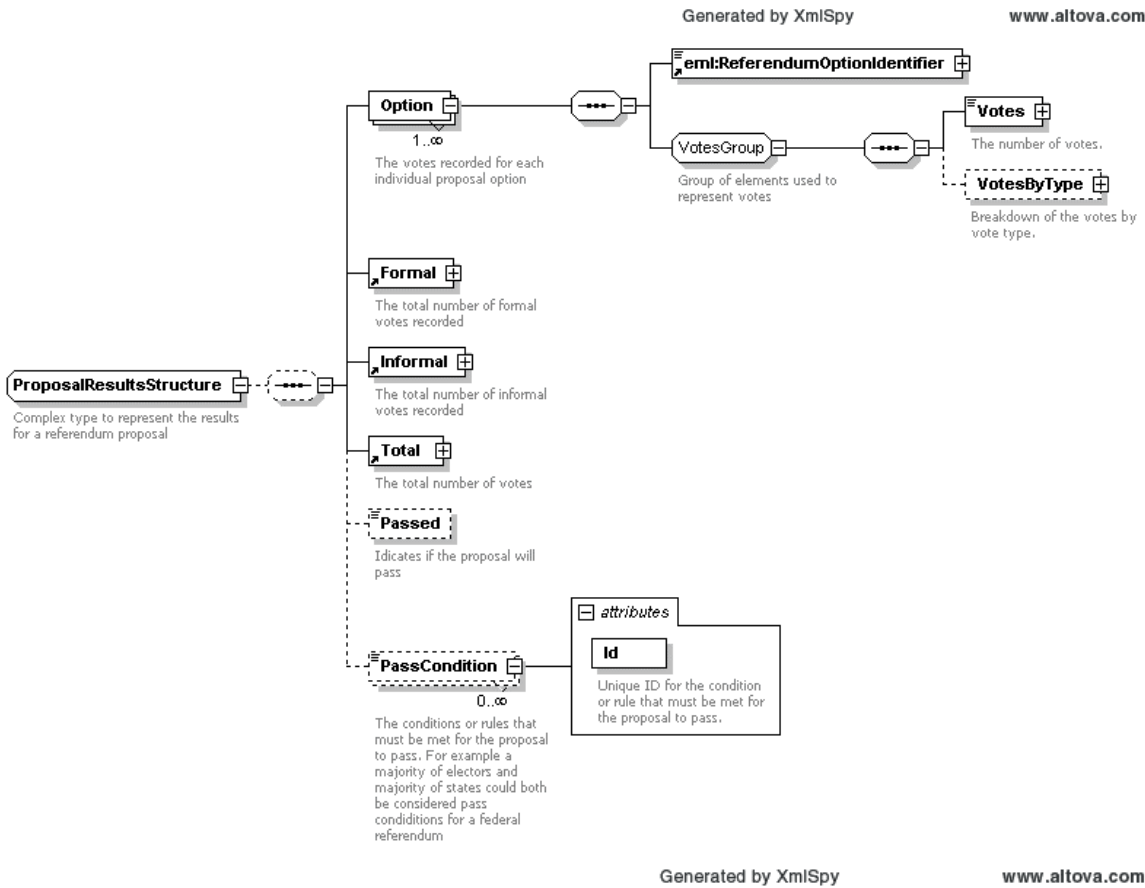 Generated by XmlSpy www.altova.com
eml:ReferendumOptionIdentifier
Option
1..∞
The votes recorded for each
individual proposal option
VotesGroup
Group of elements used to
represent votes
Votes
The number of votes.
VotesByType
Breakdown of the votes by
vote type.
Formal
The total number of formal
votes recorded
Informal
The total number of informal
votes recorded
ProposalResultsStructure
Complex type to represent the results
for a referendum proposal
Total
The total number of votes
Passed
Idicates if the proposal will
pass
PassCondition
0..∞
The conditions or rules that
must be met for the proposal
to pass. For example a
majority of electors and
majority of states could both
be considered pass
condiditions for a federal
referendum
attributes
Id
Unique ID for the condition
or rule that must be met for
the proposal to pass.
Generated by XmlSpy www.altova.com